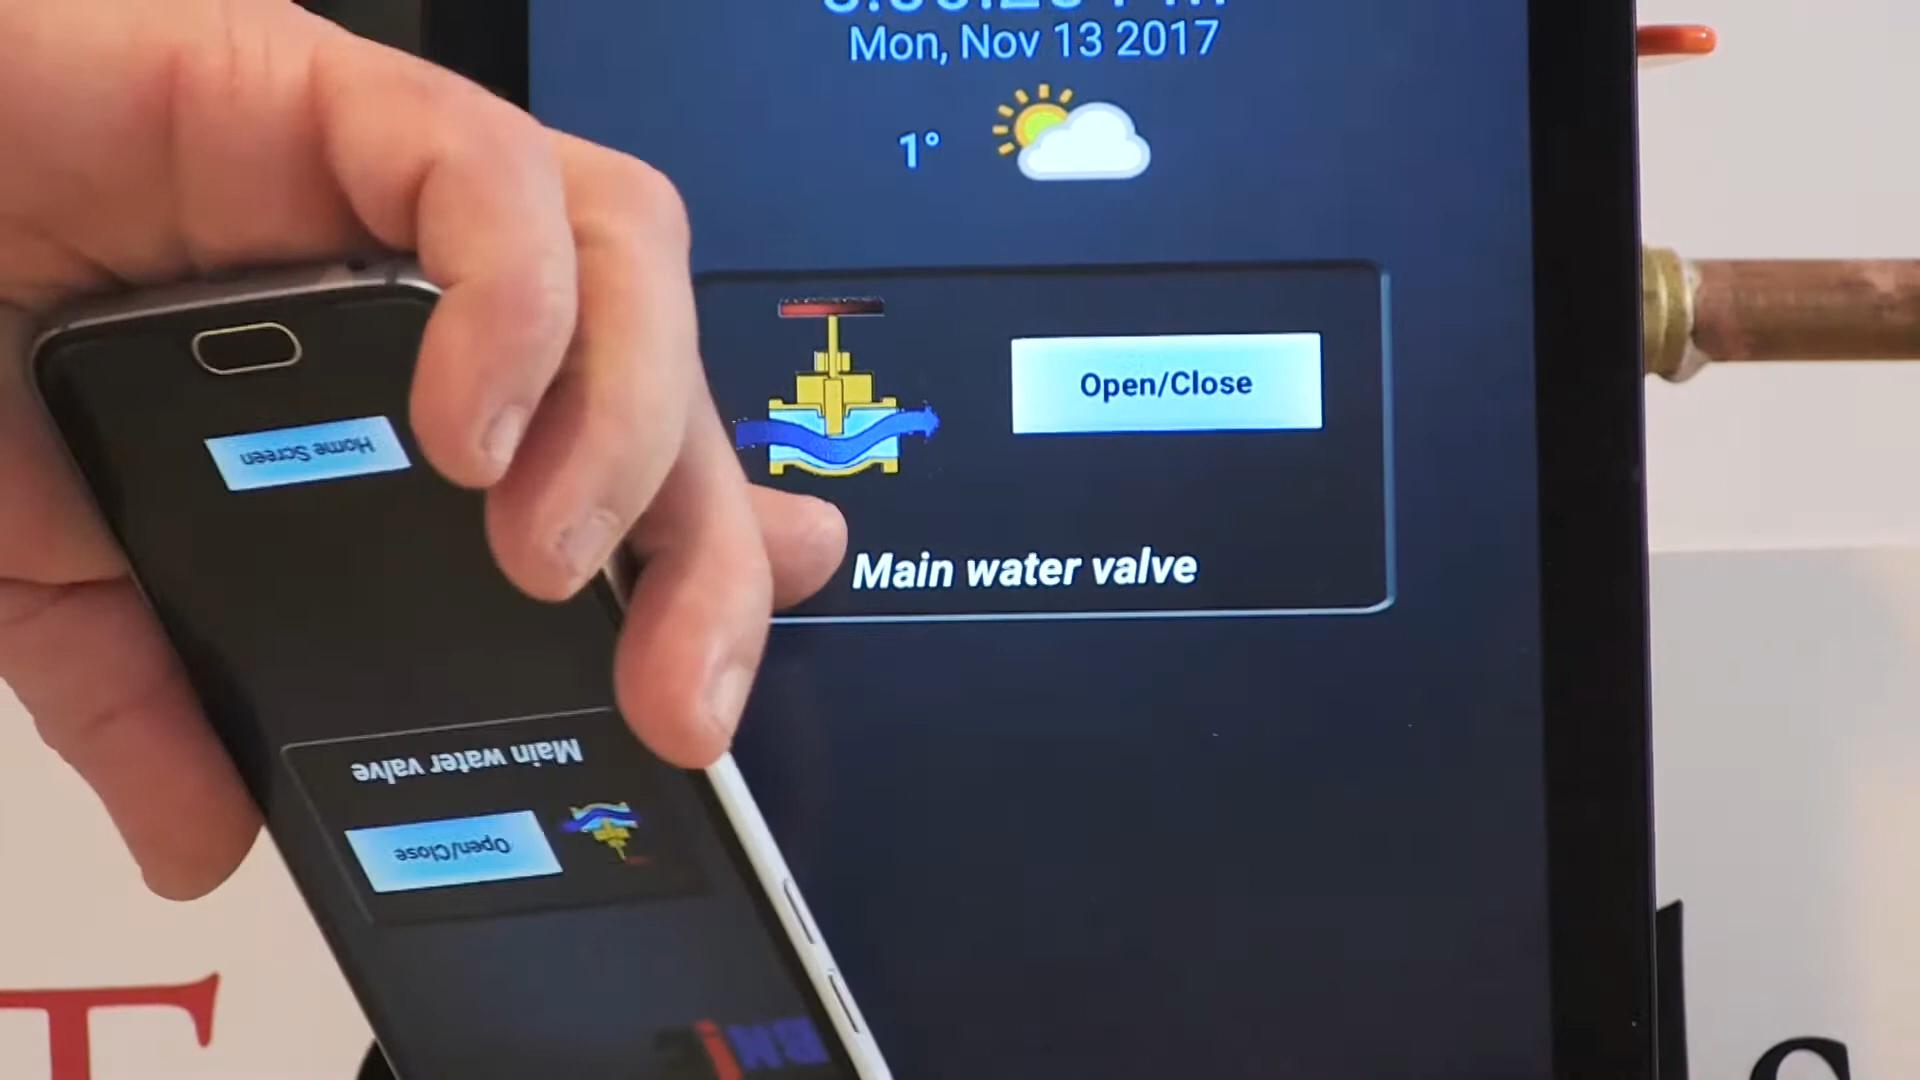 Mon, Nov 13 2017
1°
Open/Close
Main water valve
Home Screen
Main water valve
Open/Close
T
s